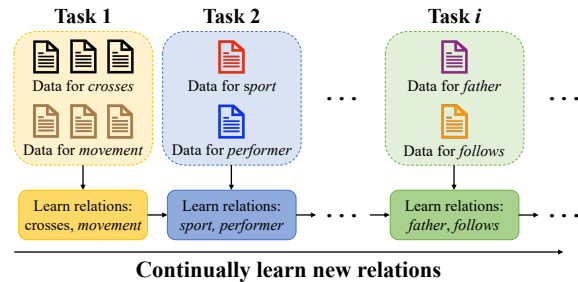 Task 1
Task 2
Task i
Data for crosses
Data for sport
Data for father
Data for movement
Data for performer
Data for follows
. . .
. . .
Learn relations:
crosses, movement
Learn relations:
sport, performer
. . .
Learn relations:
father, follows
. . .
Continually learn new relations